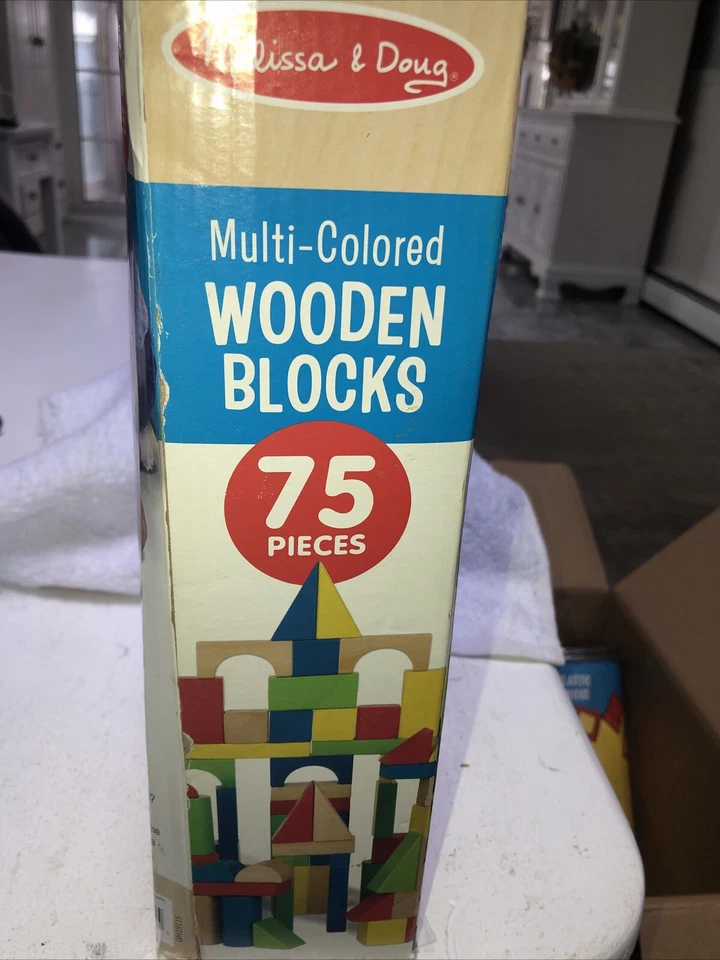 Melissa & Doug®
Multi-Colored
WOODEN
BLOCKS
75
PIECES